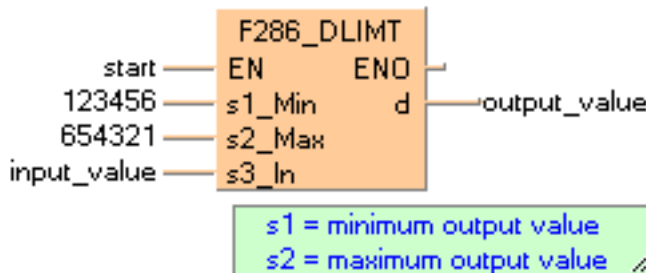 F286_DLIMT
start EN ENO
123456 s1_Min d output_value
654321 s2_Max
input_value s3_In
s1 = minimum output value
s2 = maximum output value